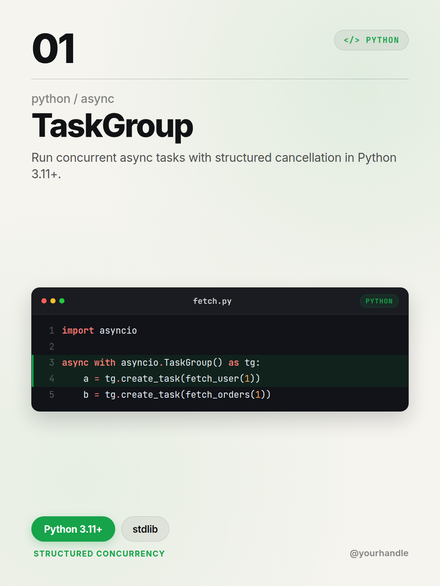 01
</> PYTHON
python / async
TaskGroup
Run concurrent async tasks with structured cancellation in Python
3.11+.
fetch.py
PYTHON
1 import asyncio
2
3 async with asyncio.TaskGroup() as tg:
4     a = tg.create_task(fetch_user(1))
5     b = tg.create_task(fetch_orders(1))
Python 3.11+
stdlib
STRUCTURED CONCURRENCY
@yourhandle